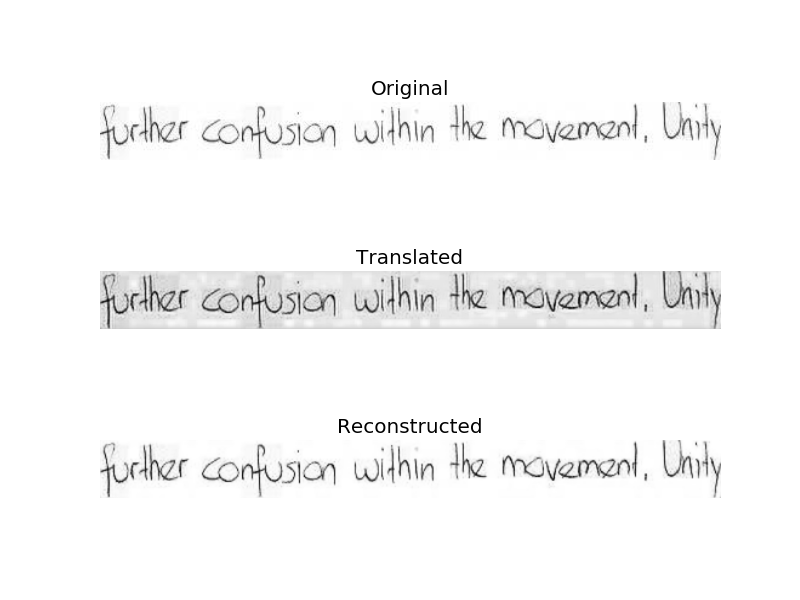 Original
further confusion within the movement. Unity
Translated
further confusion within the movement. Unity
Reconstructed
further confusion within the movement. Unity